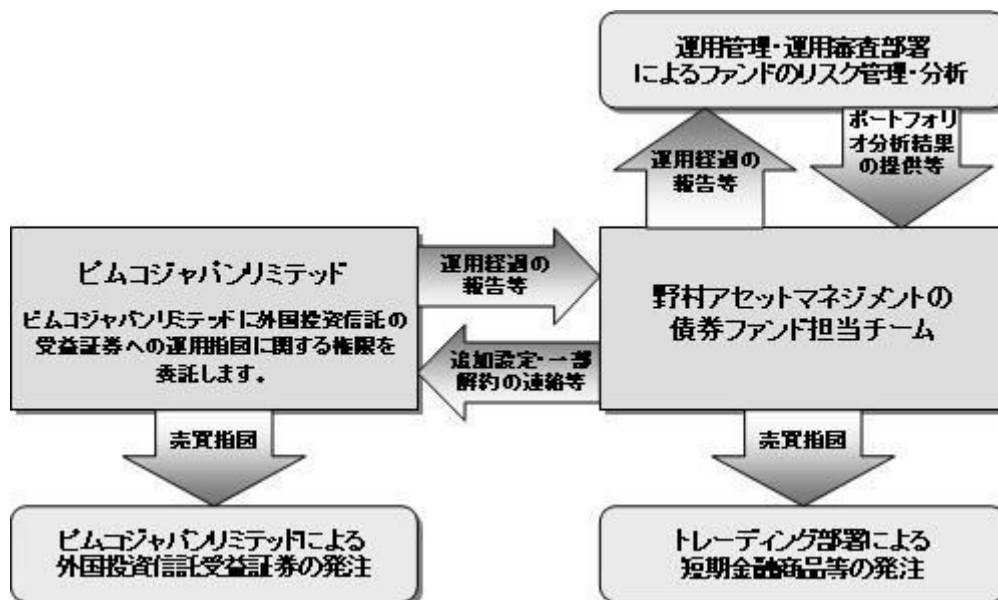 運用管理・運用審査部署
によるファンドのリスク管理・分析
運用経過の
報告等
ポートフォリ
オ分析結果
の提供等
ピムコジャパンリミテッド
ピムコジャパンリミテッドに外国投資信託の
受益証券への運用指図に関する権限を
委託します。
運用経過の
報告等
追加設定・一部
解約の連絡等
野村アセットマネジメントの
債券ファンド担当チーム
売買指図
売買指図
ピムコジャパンリミテッドによる
外国投資信託受益証券の発注
トレーディング部署による
短期金融商品等の発注